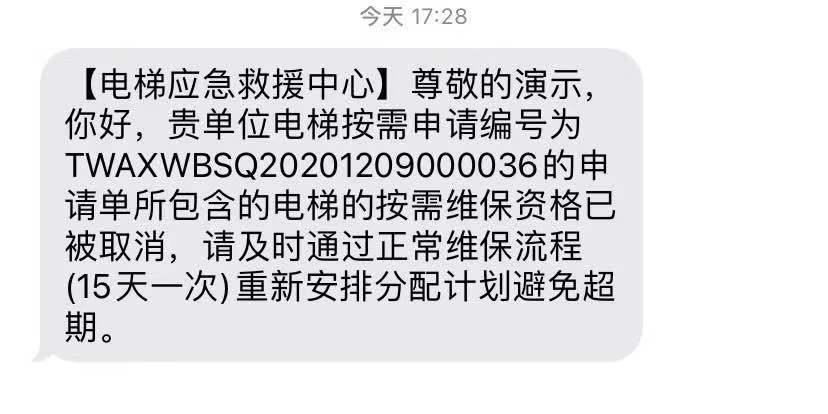 今天 17:28
【电梯应急救援中心】尊敬的演示，
你好，贵单位电梯按需申请编号为
TWAXWBSQ20201209000036的申
请单所包含的电梯的按需维保资格已
被取消，请及时通过正常维保流程
(15天一次)重新安排分配计划避免超
期。